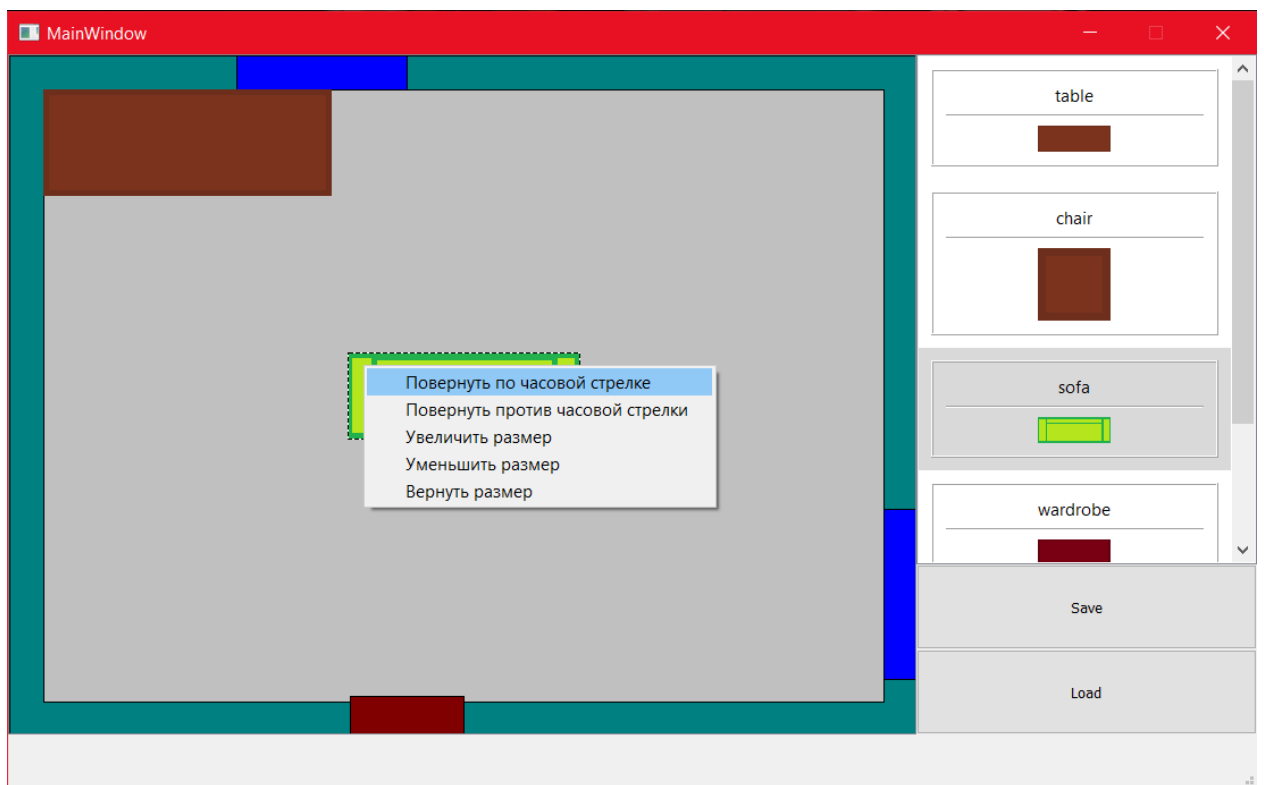 MainWindow
table
chair
sofa
wardrobe
Повернуть по часовой стрелке
Повернуть против часовой стрелки
Увеличить размер
Уменьшить размер
Вернуть размер
Save
Load